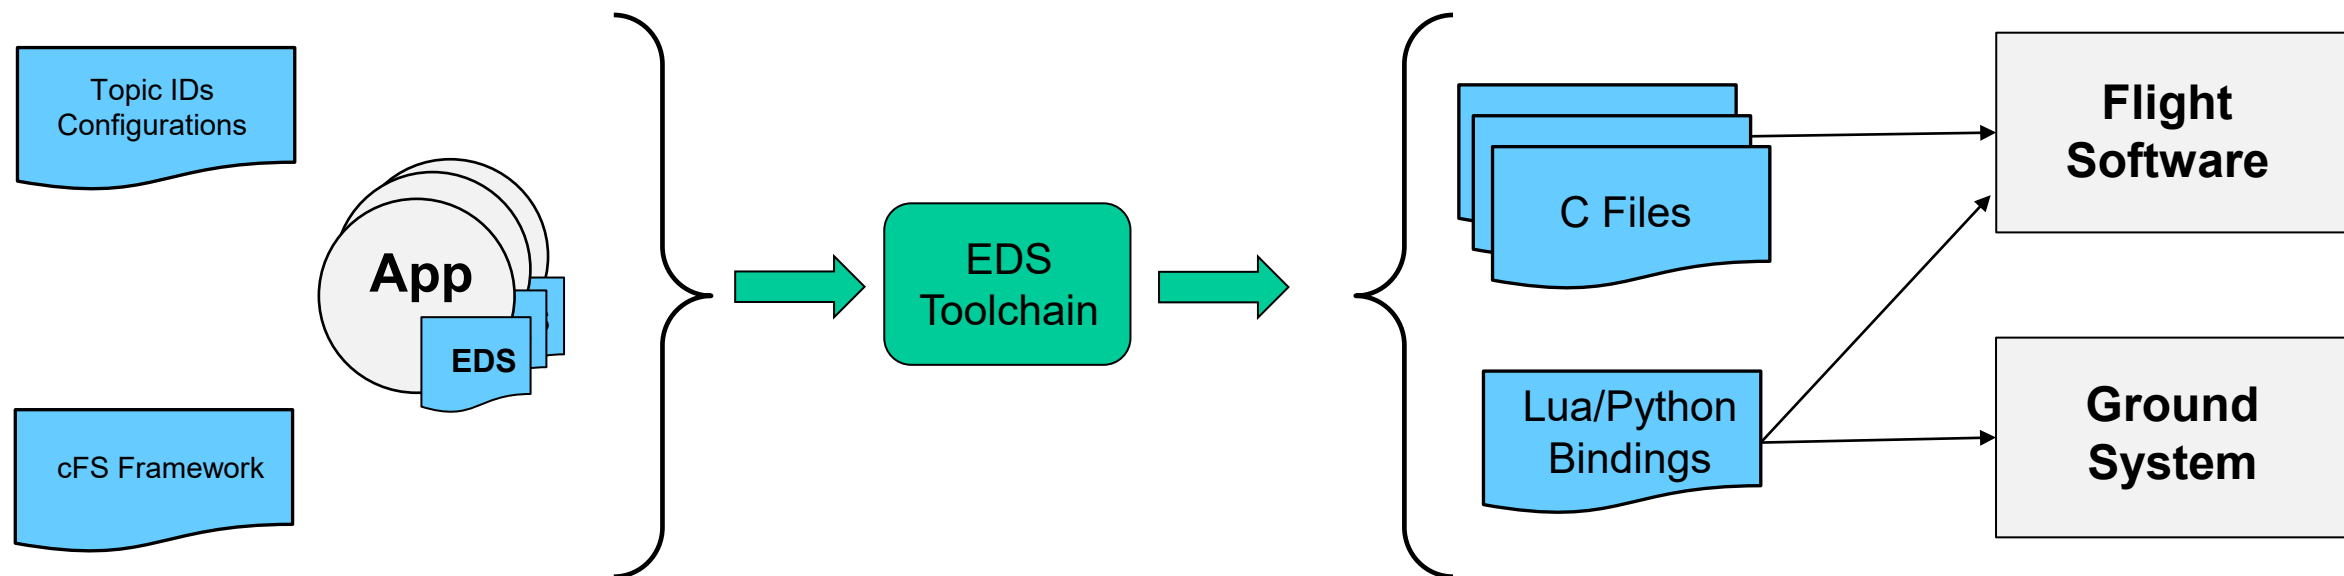 Topic IDs
Configurations
App
EDS
cFS Framework
EDS
Toolchain
C Files
Lua/Python
Bindings
Flight
Software
Ground
System